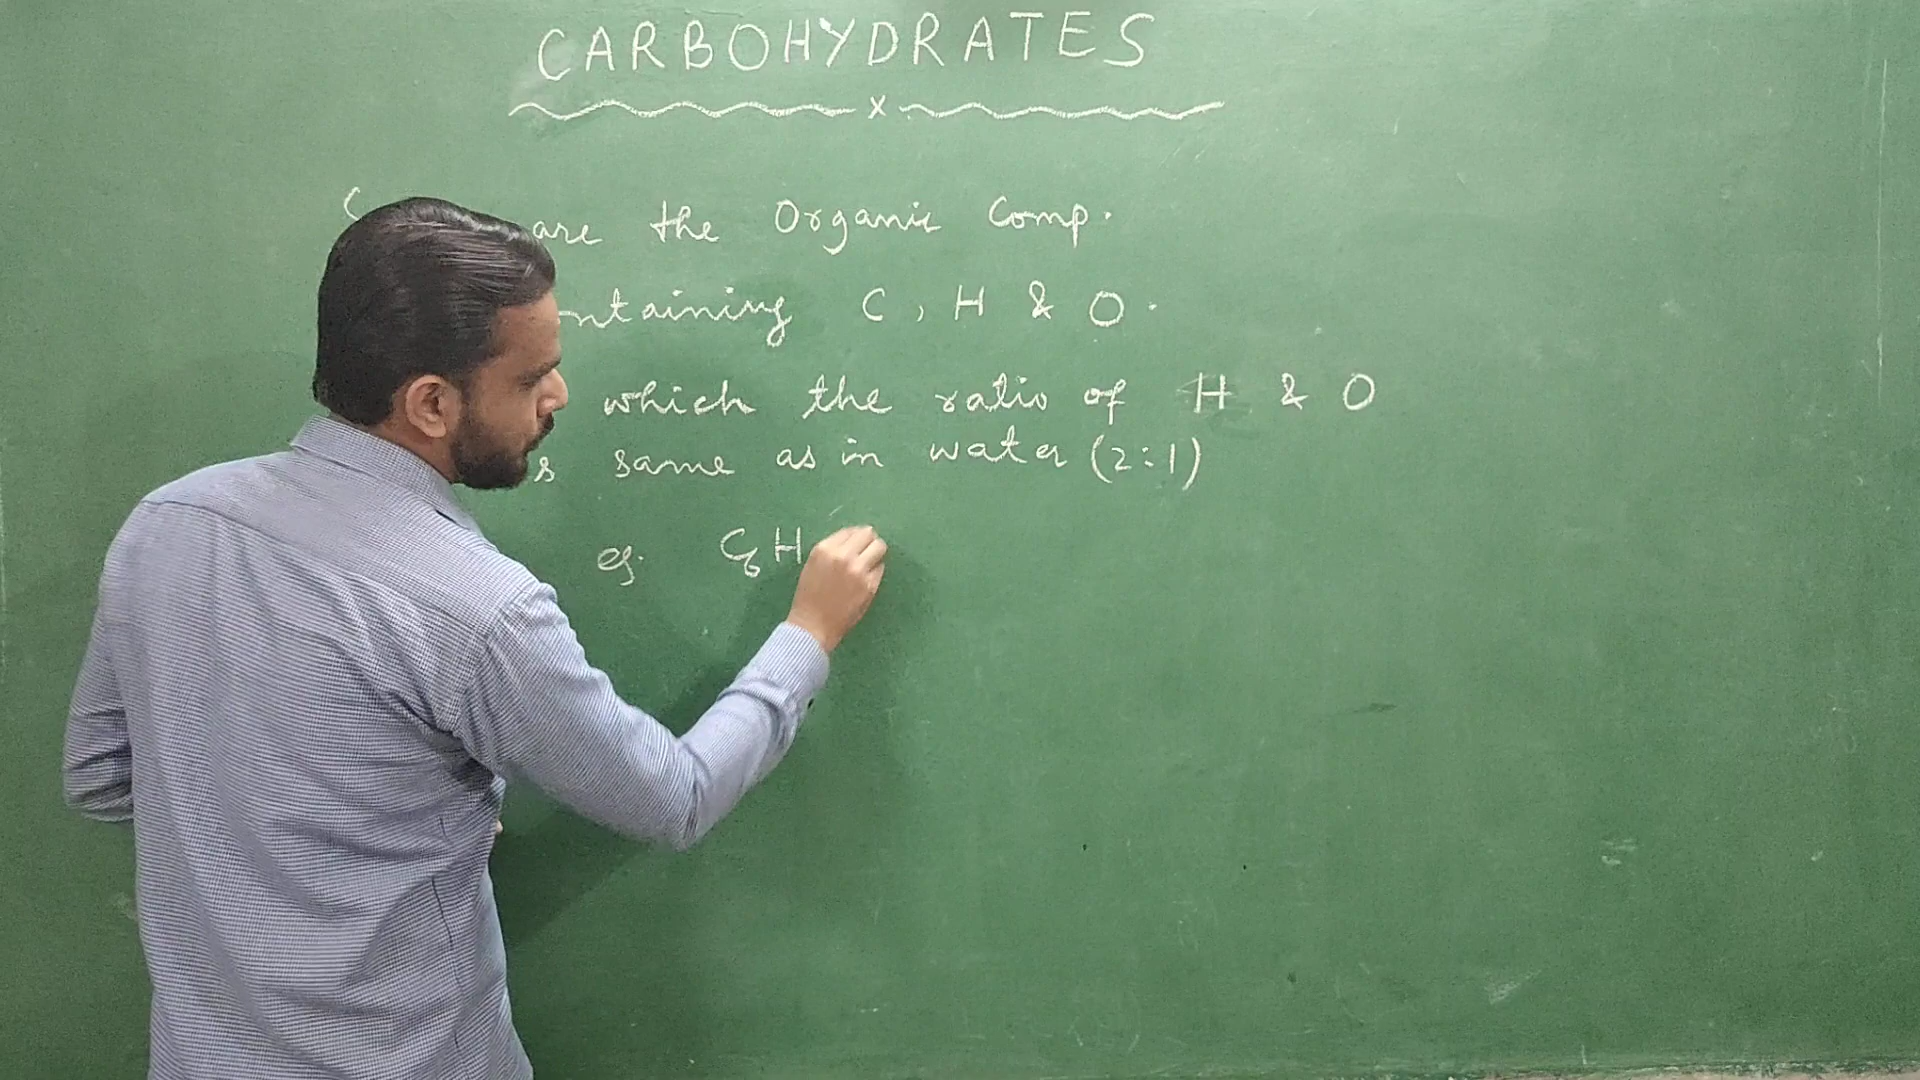 CARBOHYDRATES
x
are the Organic Comp.
ntaining C, H & O.
which the ratio of H & O
s same as in water (2:1)
eg. C6H